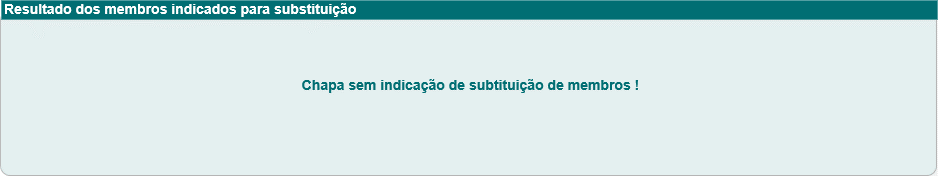 Resultado dos membros indicados para substituição
Chapa sem indicação de subtituição de membros !